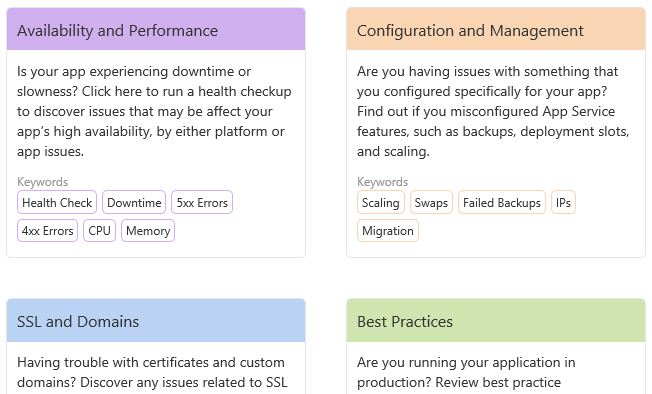 Availability and Performance
Is your app experiencing downtime or
slowness? Click here to run a health checkup
to discover issues that may be affect your
app's high availability, by either platform or
app issues.
Keywords
Health Check Downtime 5xx Errors
4xx Errors CPU Memory
Configuration and Management
Are you having issues with something that
you configured specifically for your app?
Find out if you misconfigured App Service
features, such as backups, deployment slots,
and scaling.
Keywords
Scaling Swaps Failed Backups IPs
Migration
SSL and Domains
Having trouble with certificates and custom
domains? Discover any issues related to SSL
Best Practices
Are you running your application in
production? Review best practice